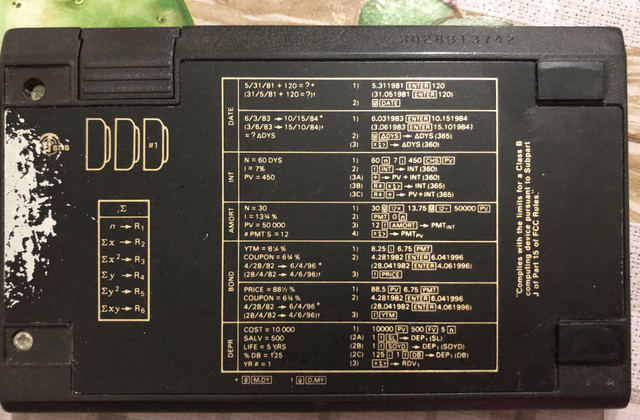 3028B13742
#1
Σ
n → R₁
Σx → R₂
Σx² → R₃
Σy → R₄
Σy² → R₅
Σxy → R₆
DATE
5/31/81 + 120 = ?* 1) 5.311981 ENTER 120
(31/5/81 + 120 = ?)† (31.051981 ENTER 120)
2) g DATE
6/3/83 → 10/15/84* 1) 6.031983 ENTER 10.151984
(3/6/83 → 15/10/84)† (3.061983 ENTER 15.101984)
= ? ΔDYS 2) g ΔDYS → DYS (365)
3) x≷y → DYS (360)
INT
N = 60 DYS 1) 60 n 7 i 450 CHS PV
I = 7% 2) f INT → INT (360)
PV = 450 (3A) + → PV + INT (360)
(3B) R↓ x≷y → INT (365)
(3C) R↓ + → PV + INT (365)
AMORT
N = 30 1) 30 g 12× 13.75 g 12÷ 50000 PV
I = 13¾ % 2) PMT 0 n
PV = 50 000 3) 12 f AMORT → PMT INT
# PMT'S = 12 4) x≷y → PMT PV
BOND
YTM = 8¼ % 1) 8.25 i 6.75 PMT
COUPON = 6¾ % 2) 4.281982 ENTER 6.041996
4/28/82 → 6/4/96* (28.041982 ENTER 4.061996)
(28/4/82 → 4/6/96)† 3) f PRICE
PRICE = 88½ % 1) 88.5 PV 6.75 PMT
COUPON = 6¾ % 2) 4.281982 ENTER 6.041996
4/28/82 → 6/4/96* (28.041982 ENTER 4.061996)
(28/4/82 → 4/6/96)† 3) f YTM
DEPR
COST = 10 000 1) 10000 PV 500 FV 5 n
SALV = 500 (2A) 1 f SL → DEP₁ (SL)
LIFE = 5 YRS (2B) 1 f SOYD → DEP₁ (SOYD)
% DB = 125 (2C) 125 i 1 f DB → DEP₁ (DB)
YR # = 1 (3) x≷y → RDV₁
* g M.DY † g D.MY
"Complies with the limits for a Class B
computing device pursuant to Subpart
J of Part 15 of FCC Rules."